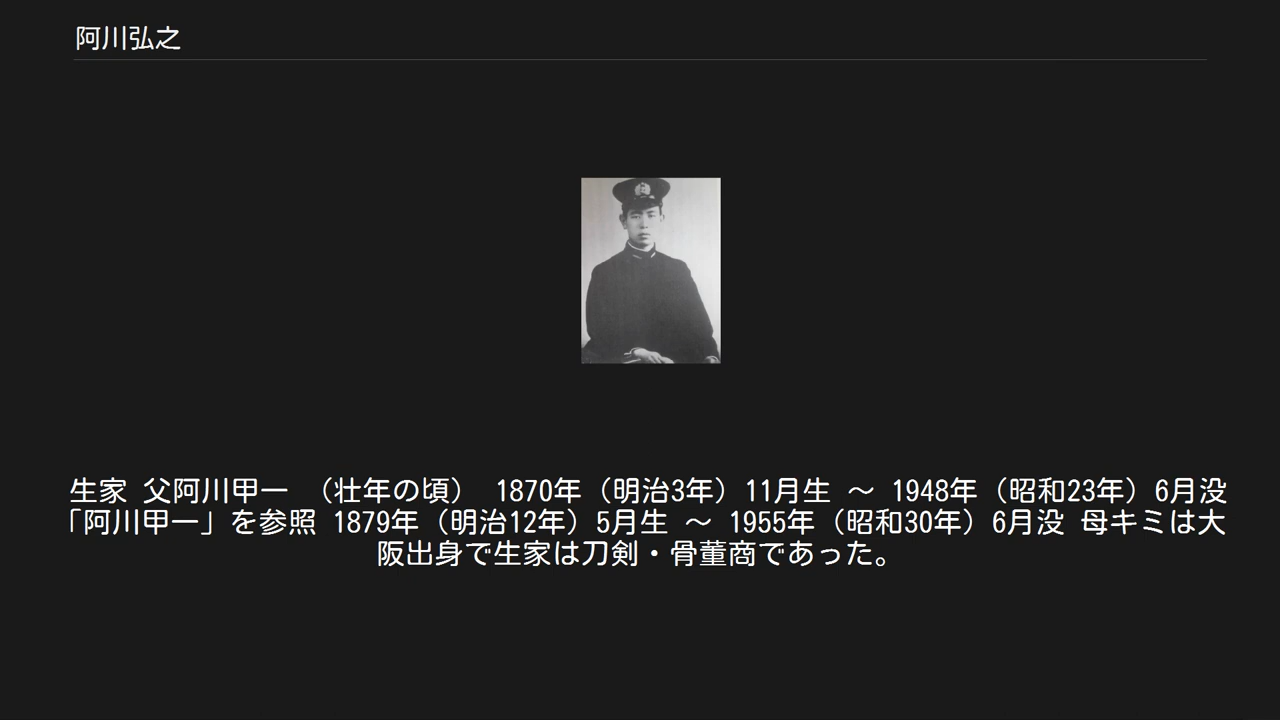 阿川弘之
生家 父阿川甲一 （壮年の頃） 1870年（明治3年）11月生 ～ 1948年（昭和23年）6月没
「阿川甲一」を参照 1879年（明治12年）5月生 ～ 1955年（昭和30年）6月没 母キミは大
阪出身で生家は刀剣・骨董商であった。